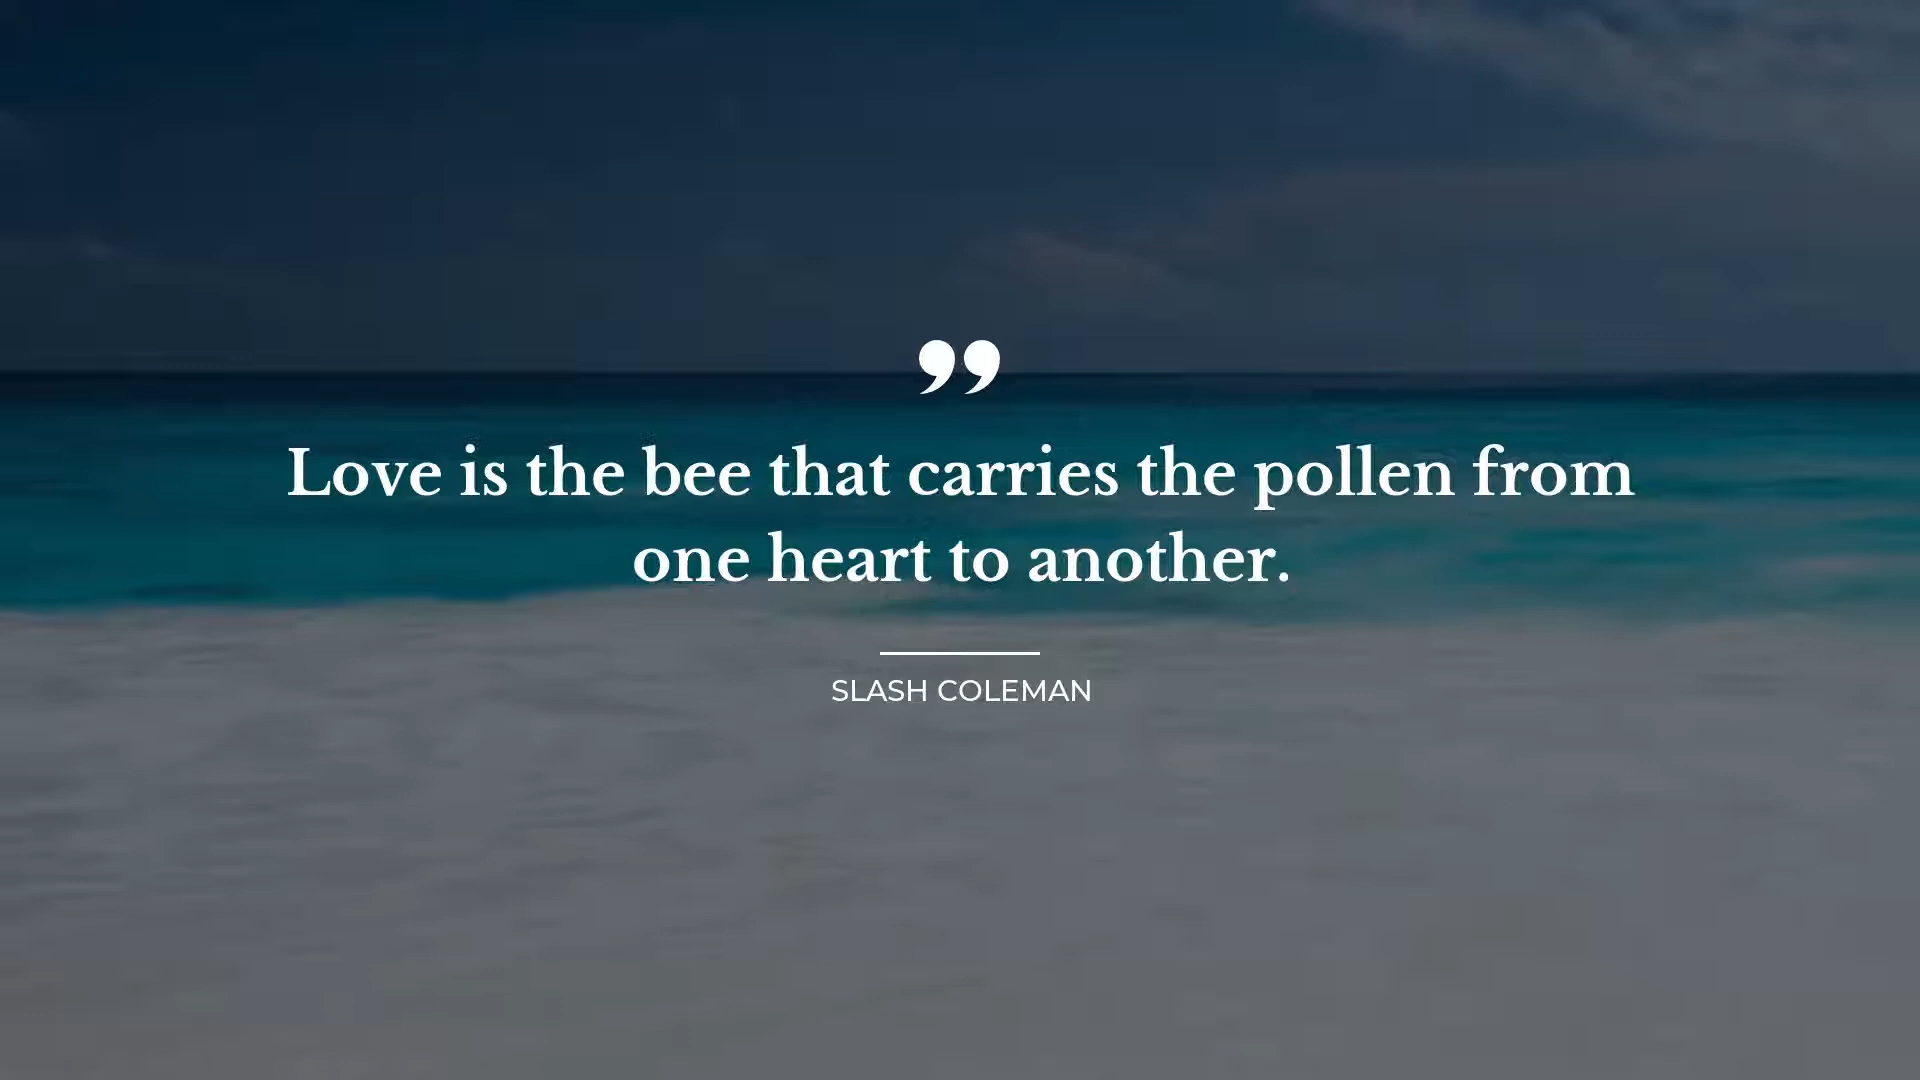 ”
Love is the bee that carries the pollen from
one heart to another.
SLASH COLEMAN